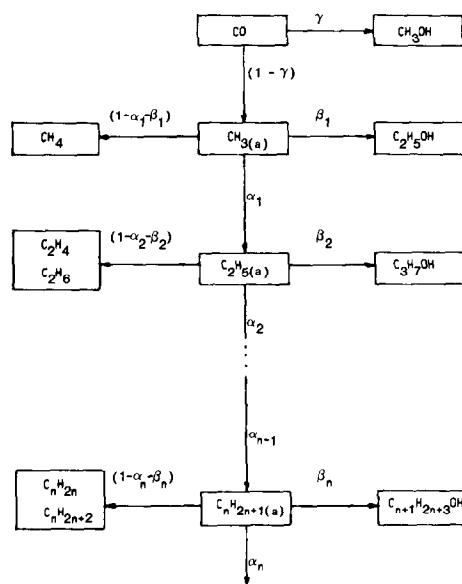 CO
γ
CH₃OH
(1 - γ)
(1-α₁-β₁)
β₁
CH₄
CH₃(a)
C₂H₅OH
α₁
(1-α₂-β₂)
β₂
C₂H₄
C₂H₆
C₂H₅(a)
C₃H₇OH
α₂
αₙ₋₁
(1-αₙ-βₙ)
βₙ
CₙH₂ₙ
CₙH₂ₙ₊₂
CₙH₂ₙ₊₁(a)
Cₙ₊₁H₂ₙ₊₃OH
αₙ